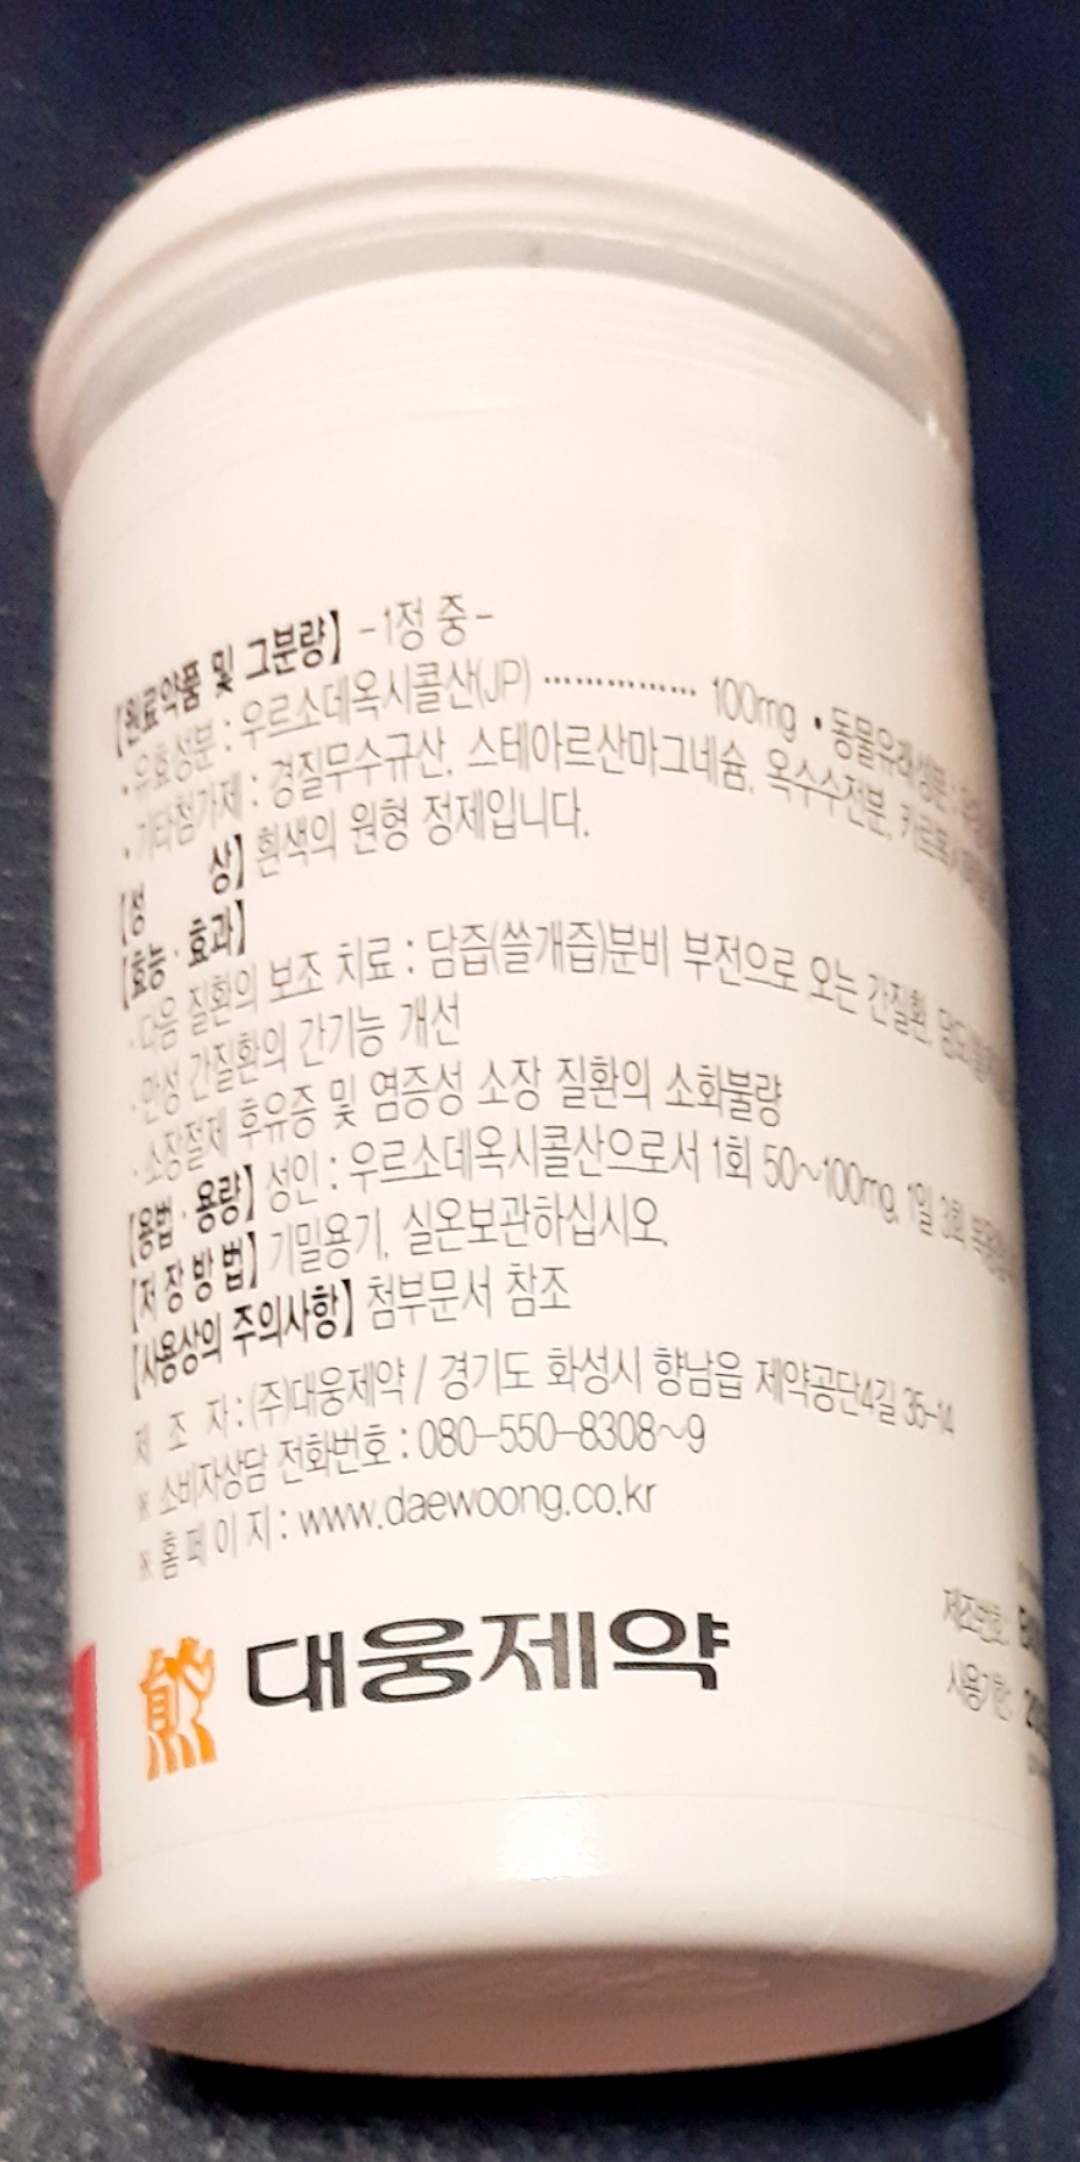 【원료약품 및 그분량】 -1정 중-
• 유효성분 : 우르소데옥시콜산(JP) ················ 100mg • 동물유래성분 :
• 기타첨가제 : 경질무수규산, 스테아르산마그네슘, 옥수수전분,
【성 상】 흰색의 원형 정제입니다.
【효능·효과】
· 다음 질환의 보조 치료 : 담즙(쓸개즙)분비 부전으로 오는 간질환,
· 만성 간질환의 간기능 개선
· 소장절제 후유증 및 염증성 소장 질환의 소화불량
【용법·용량】 성인 : 우르소데옥시콜산으로서 1회 50~100mg, 1일 3회
【저장방법】 기밀용기, 실온보관하십시오.
【사용상의 주의사항】 첨부문서 참조
제 조 자 : (주)대웅제약 / 경기도 화성시 향남읍 제약공단4길 35-14
※ 소비자상담 전화번호 : 080-550-8308~9
※ 홈페이지 : www.daewoong.co.kr
대웅제약
제조번호:
사용기한: